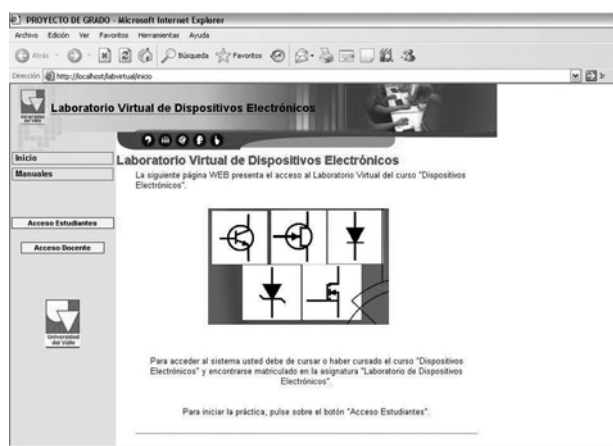 PROYECTO DE GRADO - Microsoft Internet Explorer
Archivo Edición Ver Favoritos Herramientas Ayuda
Atrás Búsqueda Favoritos
Dirección http://localhost/labvirtual/inicio
Laboratorio Virtual de Dispositivos Electrónicos
Inicio
Manuales
Acceso Estudiantes
Acceso Docente
Universidad
del Valle
Laboratorio Virtual de Dispositivos Electrónicos
La siguiente página WEB presenta el acceso al Laboratorio Virtual del curso "Dispositivos
Electrónicos".
Para acceder al sistema usted debe de cursar o haber cursado el curso "Dispositivos
Electrónicos" y encontrarse matriculado en la asignatura "Laboratorio de Dispositivos
Electrónicos".
Para iniciar la práctica, pulse sobre el botón "Acceso Estudiantes".